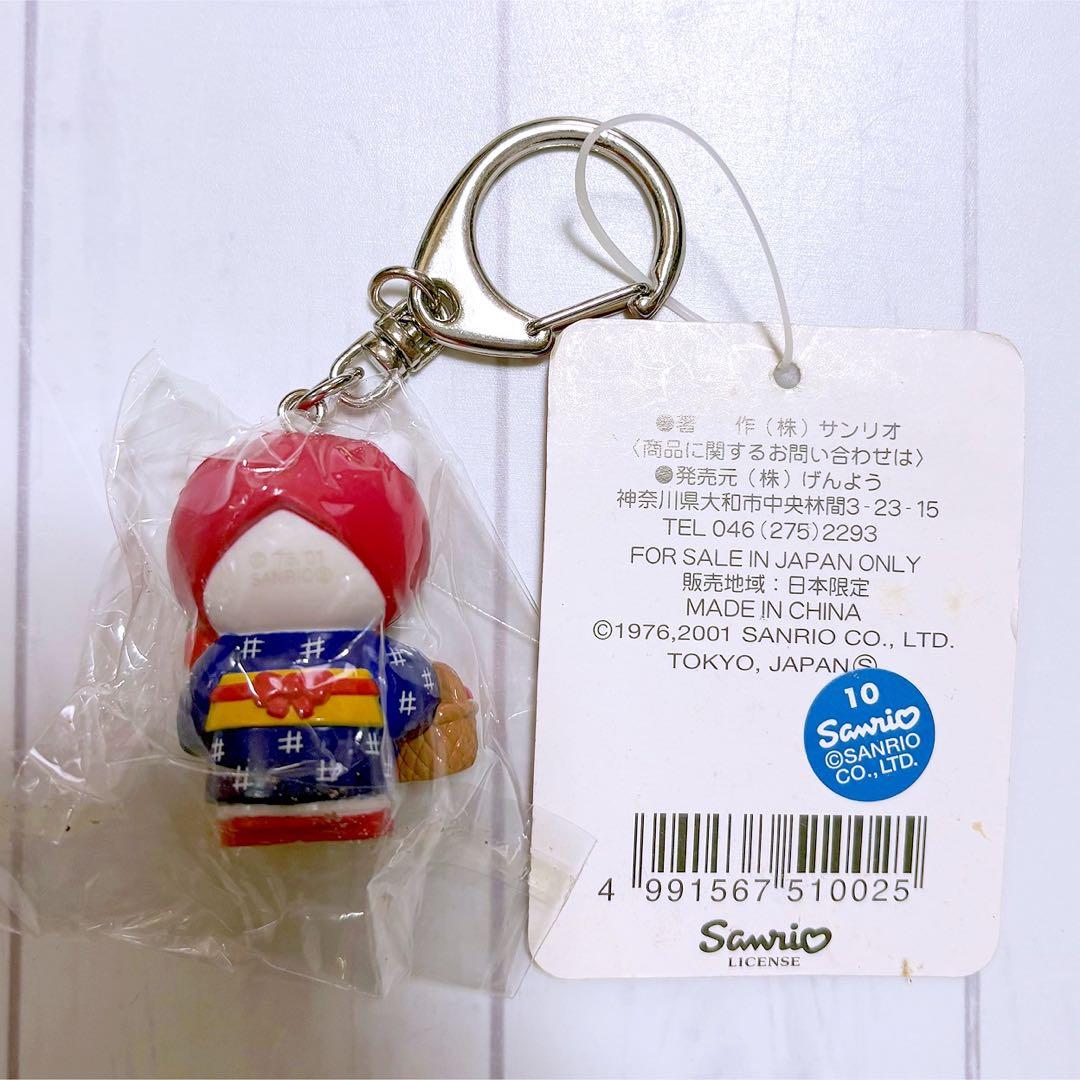 ●著 作(株)サンリオ
〈商品に関するお問い合わせは〉
●発売元(株)げんよう
神奈川県大和市中央林間3-23-15
TEL 046(275)2293
FOR SALE IN JAPAN ONLY
販売地域:日本限定
MADE IN CHINA
©1976,2001 SANRIO CO., LTD.
TOKYO, JAPAN Ⓢ
10
Sanrio
©SANRIO
CO., LTD.
4 991567 510025
Sanrio
LICENSE
SANRIO